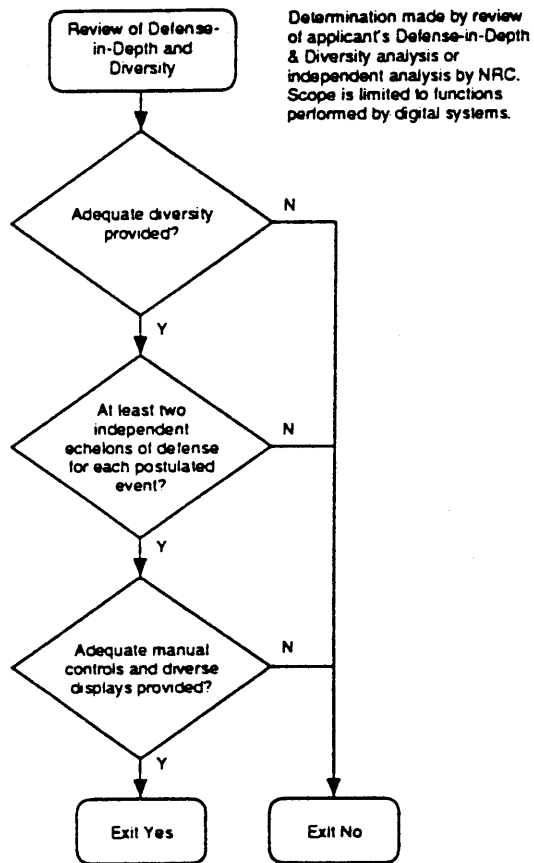 Review of Defense-
in-Depth and
Diversity
Determination made by review
of applicant's Defense-in-Depth
& Diversity analysis or
independent analysis by NRC.
Scope is limited to functions
performed by digital systems.
Adequate diversity
provided?
N
Y
At least two
independent
echelons of defense
for each postulated
event?
N
Y
Adequate manual
controls and diverse
displays provided?
N
Y
Exit Yes
Exit No